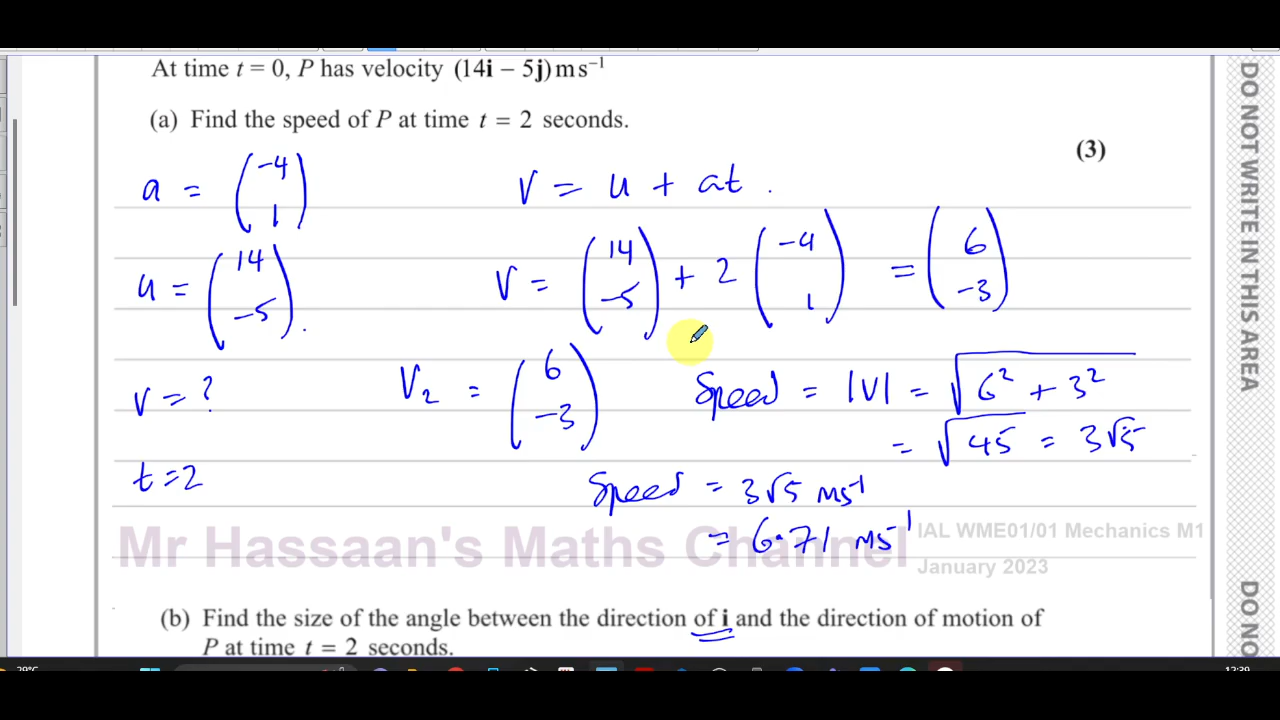 At time t = 0, P has velocity (14i − 5j) m s⁻¹
(a) Find the speed of P at time t = 2 seconds.
(3)
a = (-4 1)
v = u + at.
u = (14 -5).
v = (14 -5) + 2 (-4 1) = (6 -3)
v = ?
V₂ = (6 -3)
Speed = |v| = √(6² + 3²)
= √45 = 3√5
t = 2
Speed = 3√5 ms⁻¹
= 6.71 ms⁻¹
Mr Hassaan's Maths Channel
IAL WME01/01 Mechanics M1
January 2023
(b) Find the size of the angle between the direction of i and the direction of motion of
P at time t = 2 seconds.
DO NOT WRITE IN THIS AREA
DO NO